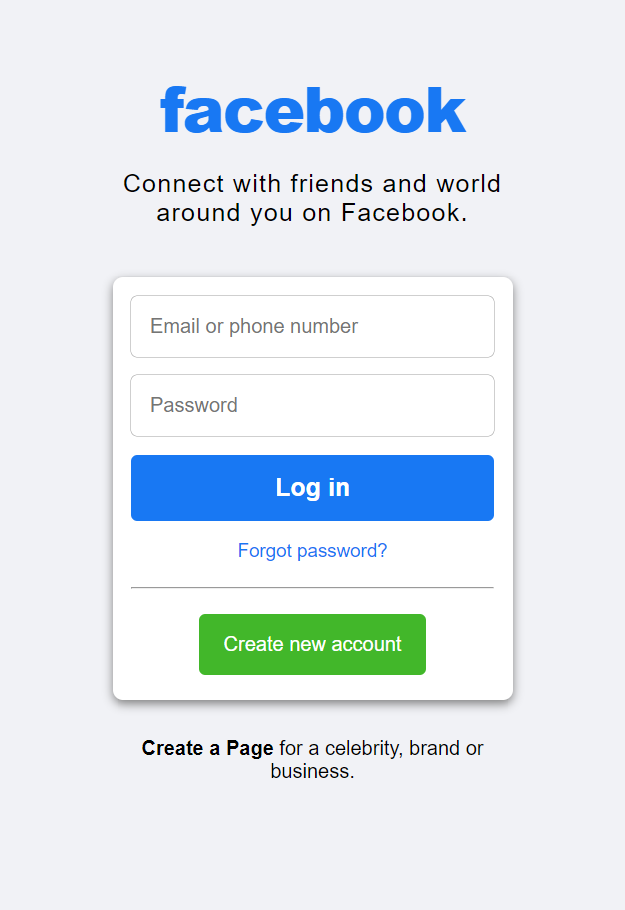 facebook
Connect with friends and world
around you on Facebook.
Email or phone number
Password
Log in
Forgot password?
Create new account
Create a Page for a celebrity, brand or
business.